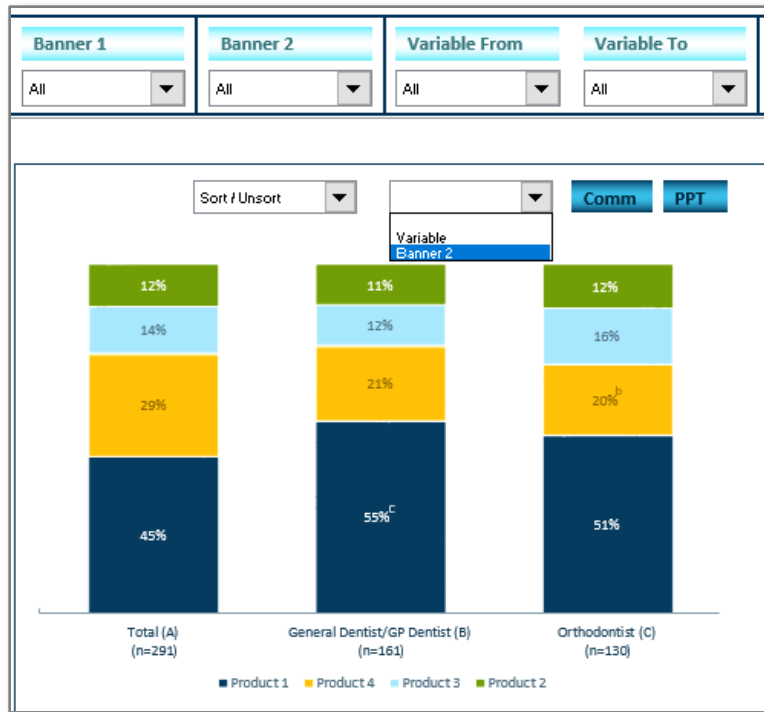 Banner 1 Banner 2 Variable From Variable To
All All All All
Sort / Unsort Comm PPT
Variable
Banner 2
12% 11% 12%
14% 12% 16%
29% 21% 20%b
45% 55%C 51%
Total (A) General Dentist/GP Dentist (B) Orthodontist (C)
(n=291) (n=161) (n=130)
Product 1 Product 4 Product 3 Product 2